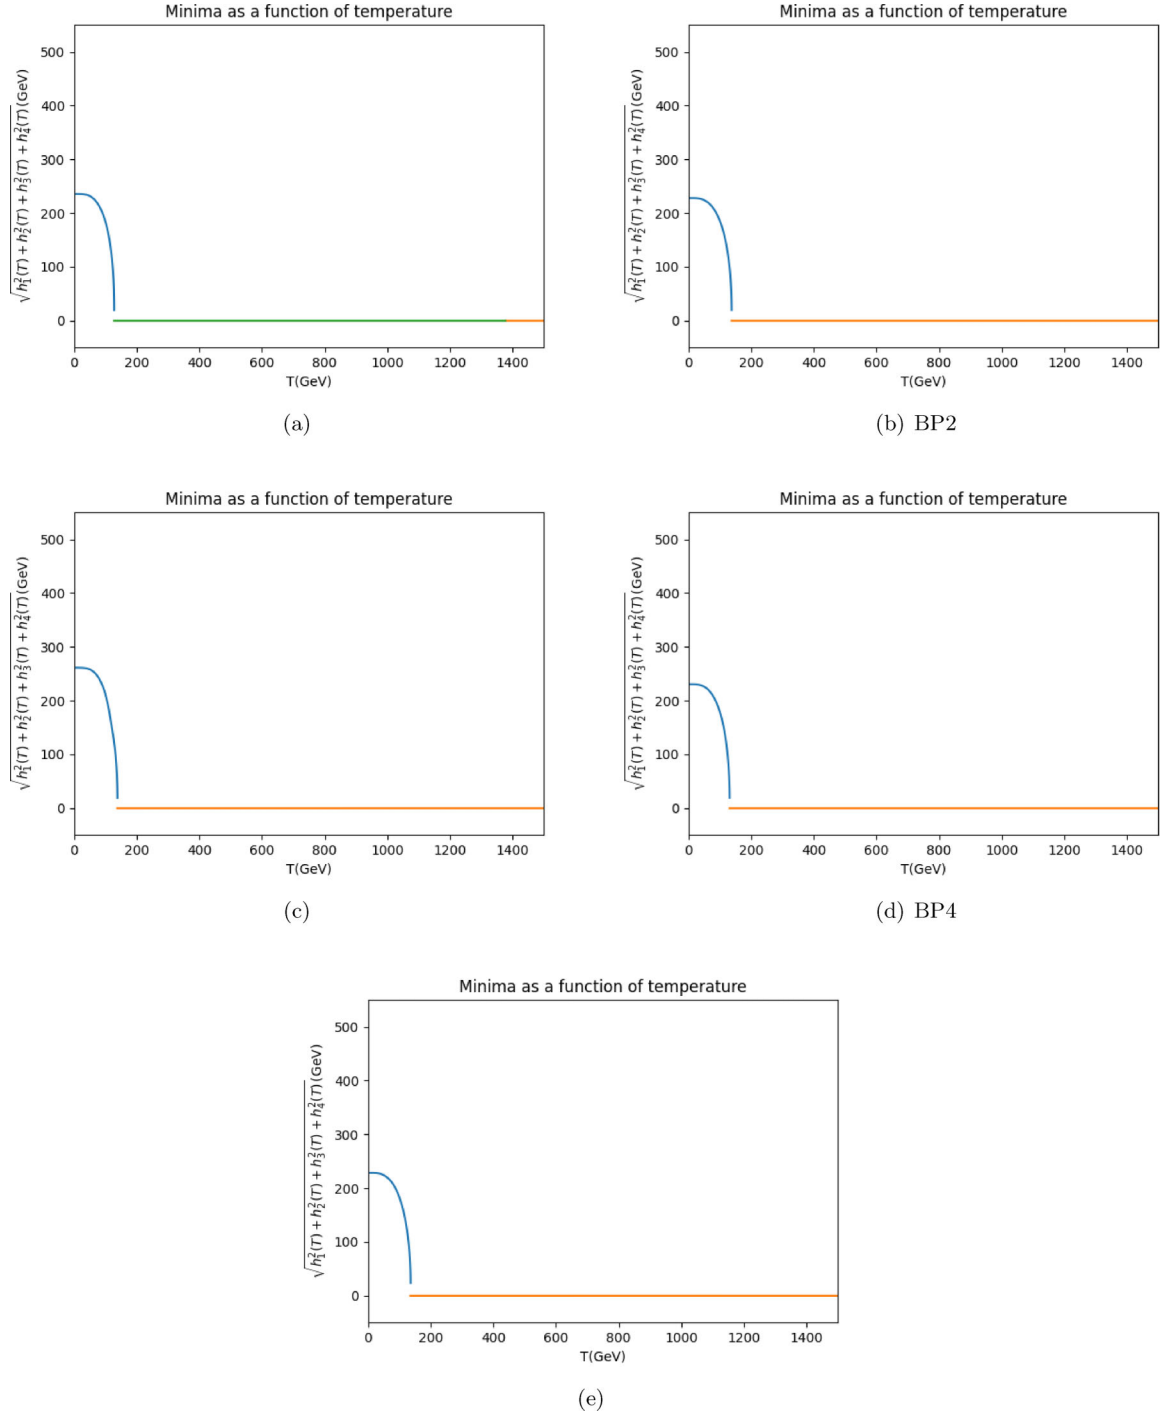 Minima as a function of temperature
√h₁²(T) + h₂²(T) + h₃²(T) + h₄²(T) (GeV)
500
400
300
200
100
0
0 200 400 600 800 1000 1200 1400
T(GeV)
(a)
Minima as a function of temperature
√h₁²(T) + h₂²(T) + h₃²(T) + h₄²(T) (GeV)
500
400
300
200
100
0
0 200 400 600 800 1000 1200 1400
T(GeV)
(b) BP2
Minima as a function of temperature
√h₁²(T) + h₂²(T) + h₃²(T) + h₄²(T) (GeV)
500
400
300
200
100
0
0 200 400 600 800 1000 1200 1400
T(GeV)
(c)
Minima as a function of temperature
√h₁²(T) + h₂²(T) + h₃²(T) + h₄²(T) (GeV)
500
400
300
200
100
0
0 200 400 600 800 1000 1200 1400
T(GeV)
(d) BP4
Minima as a function of temperature
√h₁²(T) + h₂²(T) + h₃²(T) + h₄²(T) (GeV)
500
400
300
200
100
0
0 200 400 600 800 1000 1200 1400
T(GeV)
(e)